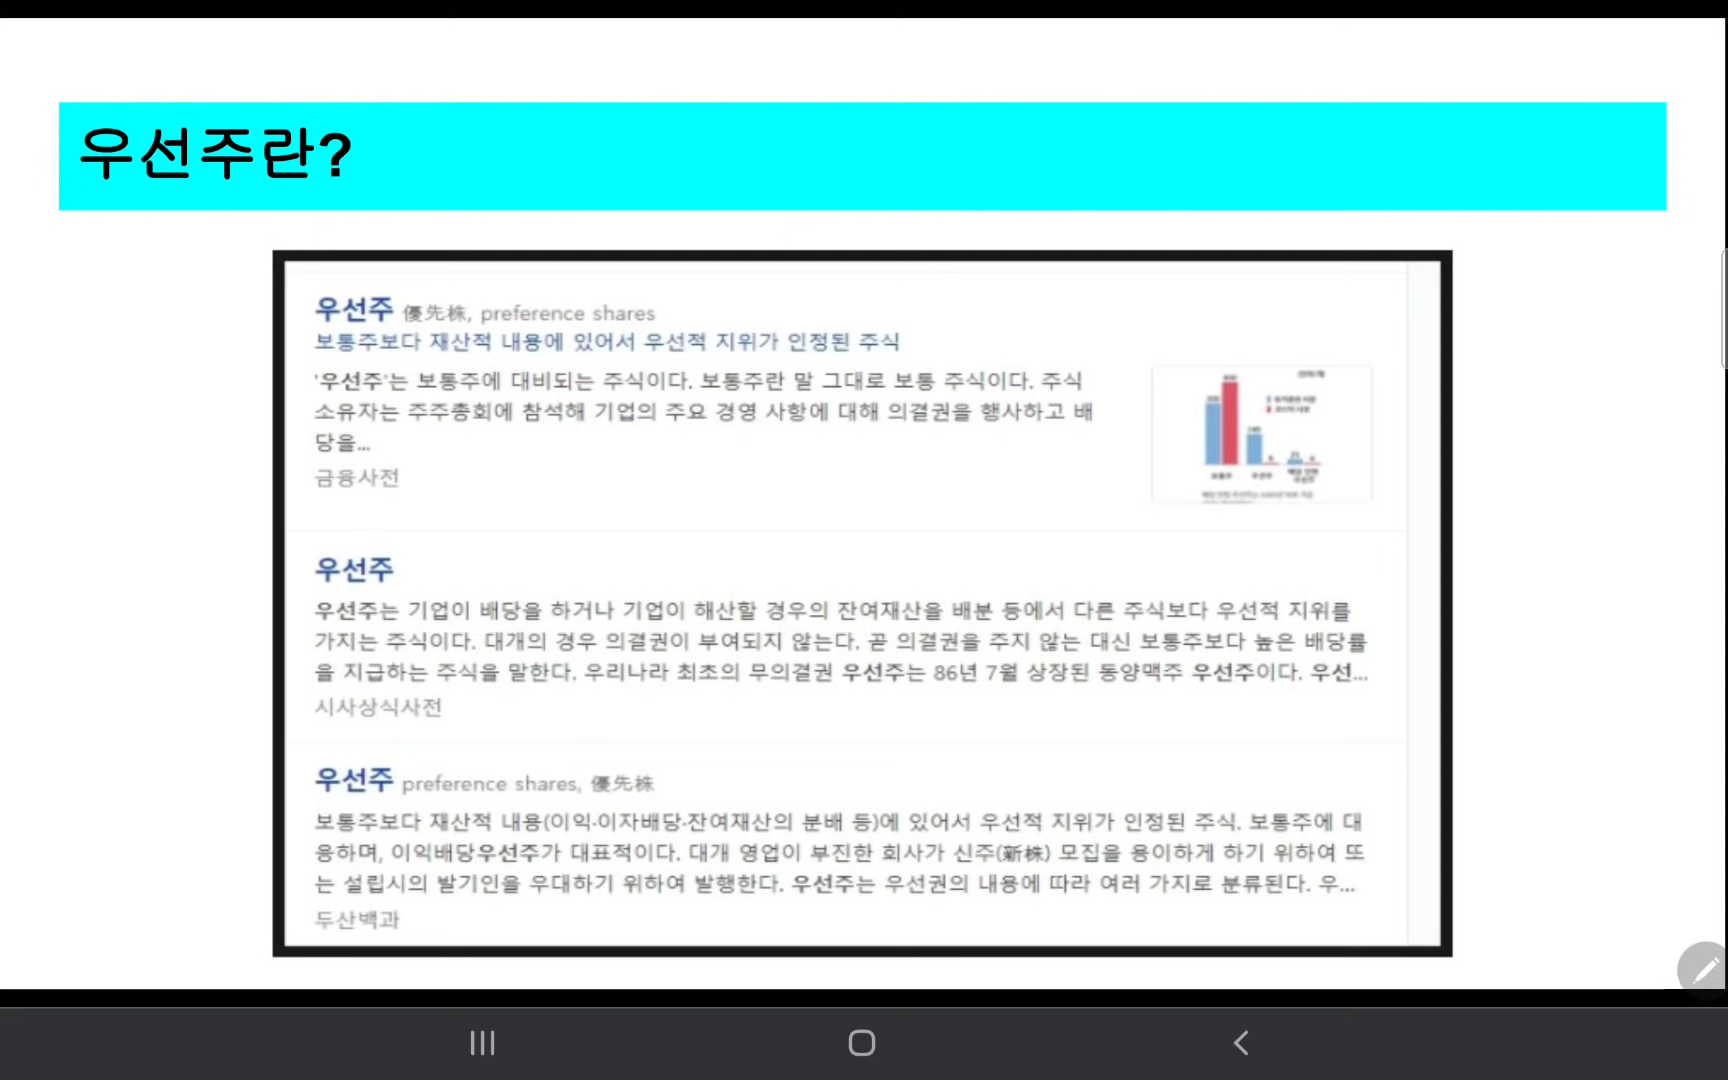 우선주란?
우선주 優先株, preference shares
보통주보다 재산적 내용에 있어서 우선적 지위가 인정된 주식
'우선주'는 보통주에 대비되는 주식이다. 보통주란 말 그대로 보통 주식이다. 주식
소유자는 주주총회에 참석해 기업의 주요 경영 사항에 대해 의결권을 행사하고 배
당을...
금융사전
보통주 우선주
우선주
우선주는 기업이 배당을 하거나 기업이 해산할 경우의 잔여재산을 배분 등에서 다른 주식보다 우선적 지위를
가지는 주식이다. 대개의 경우 의결권이 부여되지 않는다. 곧 의결권을 주지 않는 대신 보통주보다 높은 배당률
을 지급하는 주식을 말한다. 우리나라 최초의 무의결권 우선주는 86년 7월 상장된 동양맥주 우선주이다. 우선...
시사상식사전
우선주 preference shares, 優先株
보통주보다 재산적 내용(이익·이자배당·잔여재산의 분배 등)에 있어서 우선적 지위가 인정된 주식. 보통주에 대
응하며, 이익배당우선주가 대표적이다. 대개 영업이 부진한 회사가 신주(新株) 모집을 용이하게 하기 위하여 또
는 설립시의 발기인을 우대하기 위하여 발행한다. 우선주는 우선권의 내용에 따라 여러 가지로 분류된다. 우...
두산백과